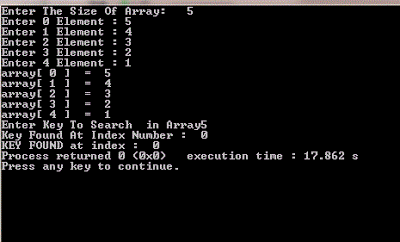 Enter The Size Of Array:   5
Enter 0 Element : 5
Enter 1 Element : 4
Enter 2 Element : 3
Enter 3 Element : 2
Enter 4 Element : 1
array[ 0 ]  =  5
array[ 1 ]  =  4
array[ 2 ]  =  3
array[ 3 ]  =  2
array[ 4 ]  =  1
Enter Key To Search  in Array5
Key Found At Index Number :  0
KEY FOUND at index :  0
Process returned 0 (0x0)   execution time : 17.862 s
Press any key to continue.